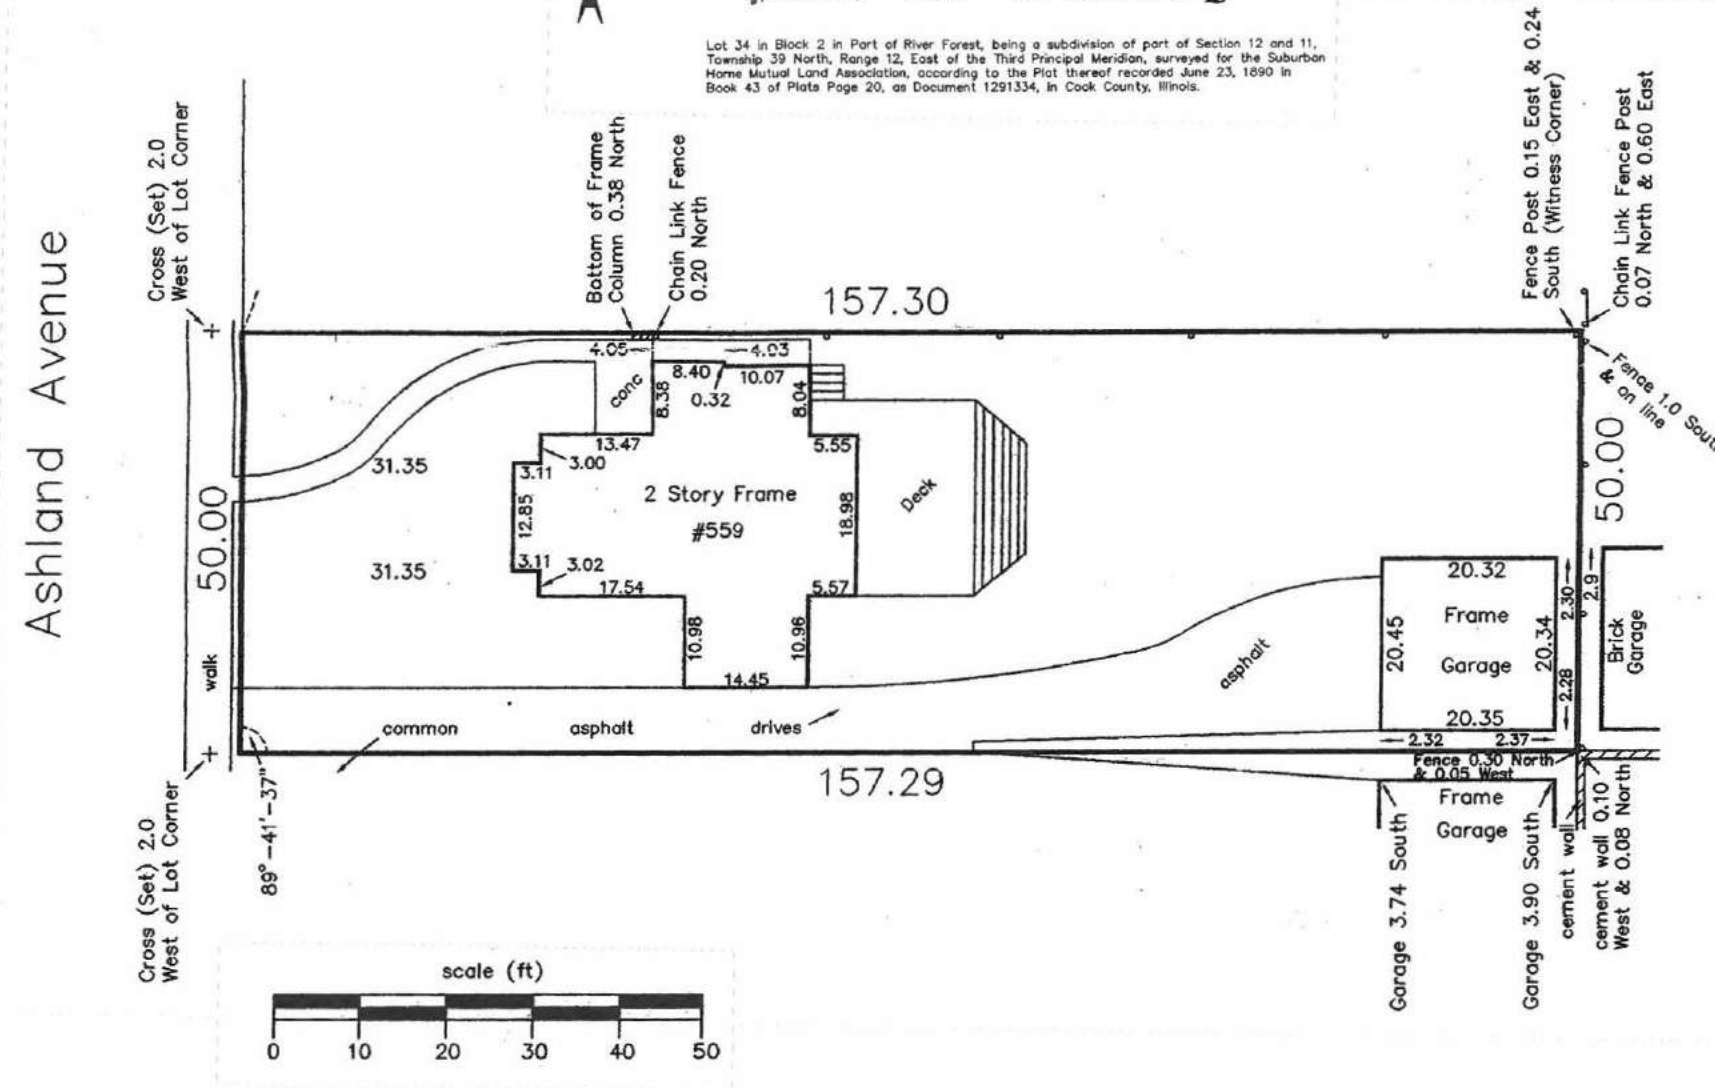 A
Lot 34 in Block 2 in Part of River Forest, being a subdivision of part of Section 12 and 11,
Township 39 North, Range 12, East of the Third Principal Meridian, surveyed for the Suburban
Home Mutual Land Association, according to the Plat thereof recorded June 23, 1890 in
Book 43 of Plats Page 20, as Document 1291334, in Cook County, Illinois.
Cross (Set) 2.0
West of Lot Corner
Bottom of Frame
Column 0.38 North
Chain Link Fence
0.20 North
Fence Post 0.15 East & 0.24
South (Witness Corner)
Chain Link Fence Post
0.07 North & 0.60 East
Ashland Avenue
157.30
Fence 1.0 South
& on line
4.05
4.03
8.40
10.07
conc
8.38
0.32
8.04
13.47
5.55
3.00
31.35
3.11
2 Story Frame
#559
12.85
18.98
Deck
50.00
50.00
31.35
3.11
3.02
17.54
5.57
10.98
10.96
14.45
walk
common
asphalt
drives
asphalt
20.32
Frame
Garage
20.45
20.34
20.35
2.30
2.28
2.9
Brick
Garage
2.32
2.37
157.29
Fence 0.30 North
& 0.05 West
Frame
Garage
89°-41'-37"
Cross (Set) 2.0
West of Lot Corner
Garage 3.74 South
Garage 3.90 South
cement wall
cement wall 0.10
West & 0.08 North
scale (ft)
0 10 20 30 40 50